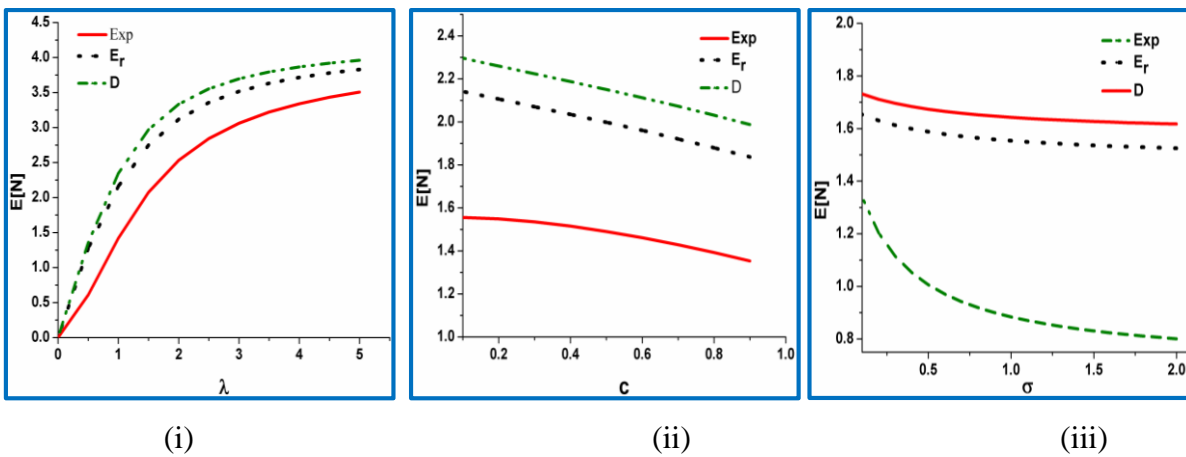 Exp
E_r
D
4.5
4.0
3.5
3.0
2.5
2.0
1.5
1.0
0.5
0.0
E[N]
0 1 2 3 4 5
λ
Exp
E_r
D
2.4
2.2
2.0
1.8
1.6
1.4
1.2
1.0
E[N]
0.2 0.4 0.6 0.8 1.0
c
Exp
E_r
D
2.0
1.8
1.6
1.4
1.2
1.0
0.8
E[N]
0.5 1.0 1.5 2.0
σ
(i) (ii) (iii)